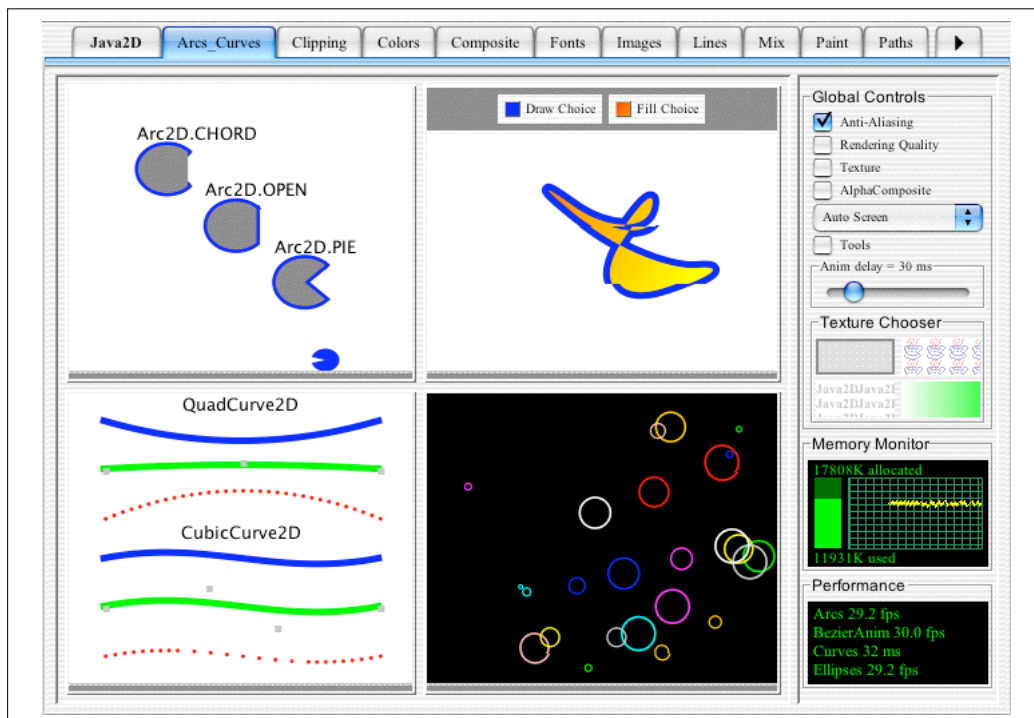 Java2D Arcs_Curves Clipping Colors Composite Fonts Images Lines Mix Paint Paths
Arc2D.CHORD
Arc2D.OPEN
Arc2D.PIE
Draw Choice Fill Choice
QuadCurve2D
CubicCurve2D
Global Controls
Anti-Aliasing
Rendering Quality
Texture
AlphaComposite
Auto Screen
Tools
Anim delay = 30 ms
Texture Chooser
Java2DJava2I
Java2DJava2I
Memory Monitor
17808K allocated
11931K used
Performance
Arcs 29.2 fps
BezierAnim 30.0 fps
Curves 32 ms
Ellipses 29.2 fps